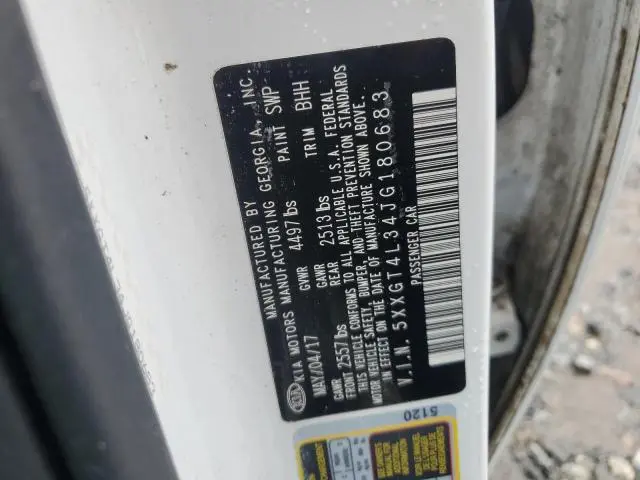 KIA
MANUFACTURED BY
KIA MOTORS MANUFACTURING GEORGIA, INC.
MAY/04/17 GVWR 4497lbs PAINT SWP
GAWR FRONT 2557lbs GAWR REAR 2513lbs TRIM BHH
THIS VEHICLE CONFORMS TO ALL APPLICABLE U.S.A. FEDERAL
MOTOR VEHICLE SAFETY, BUMPER, AND THEFT PREVENTION STANDARDS
IN EFFECT ON THE DATE OF MANUFACTURE SHOWN ABOVE.
V.I.N. 5XXGT4L34JG180683
PASSENGER CAR
5120